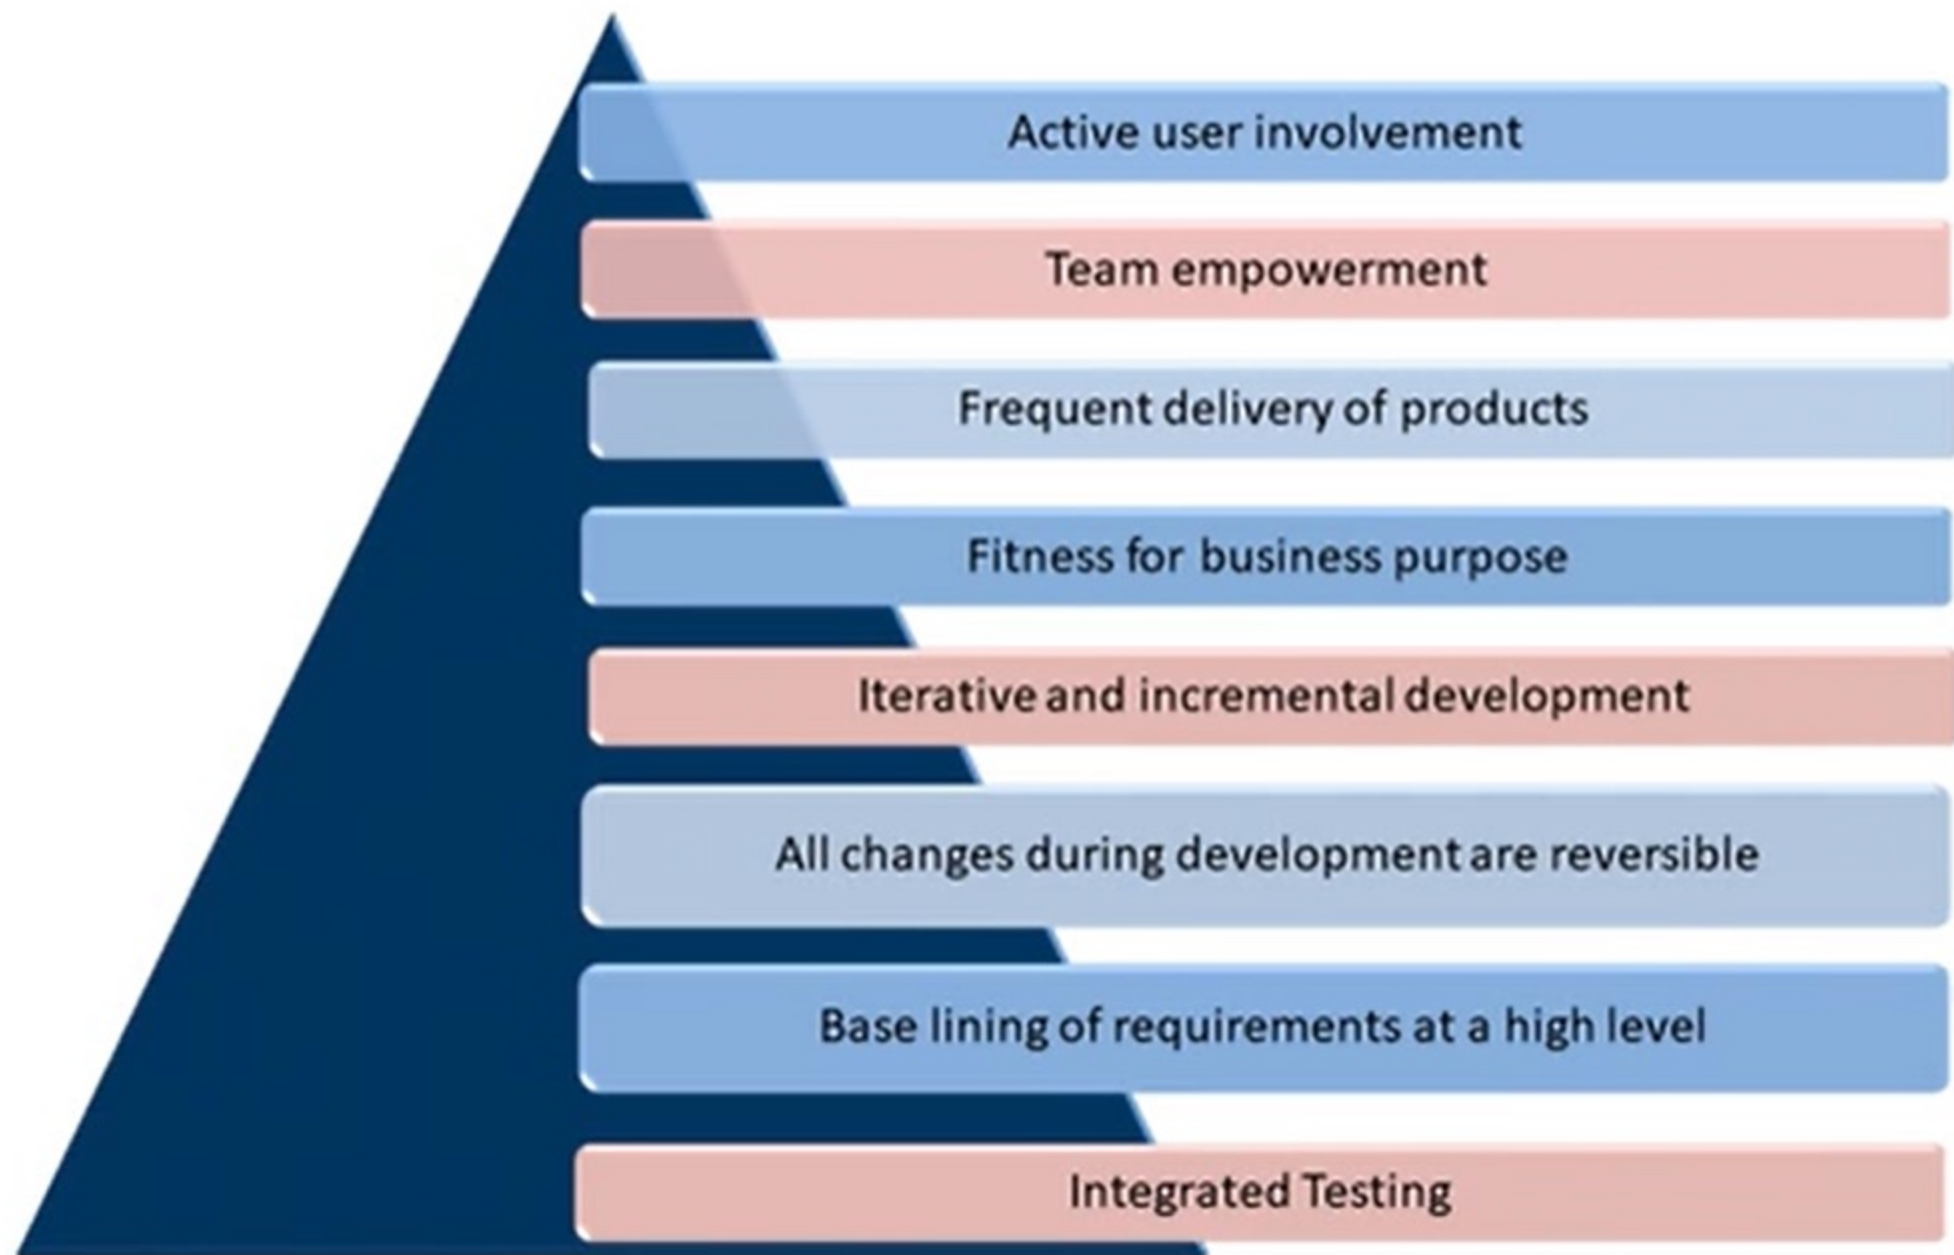 Active user involvement
Team empowerment
Frequent delivery of products
Fitness for business purpose
Iterative and incremental development
All changes during development are reversible
Base lining of requirements at a high level
Integrated Testing